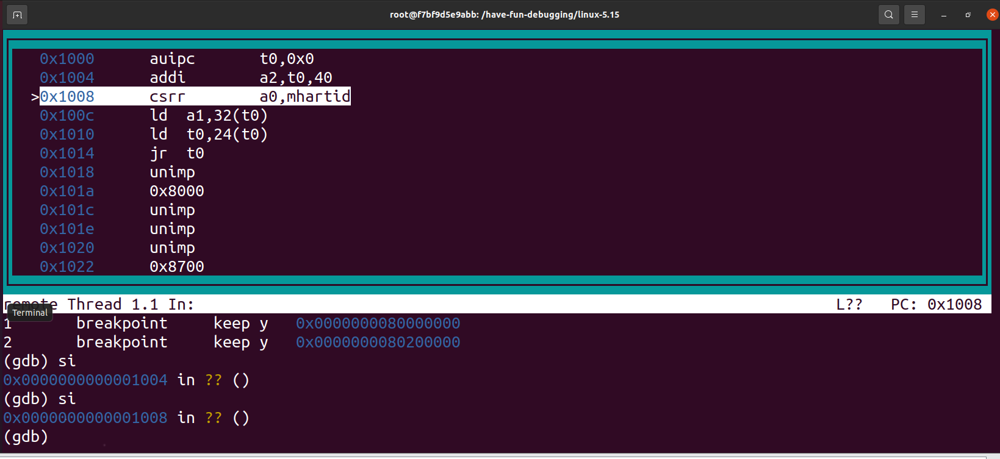 root@f7bf9d5e9abb: /have-fun-debugging/linux-5.15
0x1000 auipc t0,0x0
0x1004 addi a2,t0,40
>0x1008 csrr a0,mhartid
0x100c ld a1,32(t0)
0x1010 ld t0,24(t0)
0x1014 jr t0
0x1018 unimp
0x101a 0x8000
0x101c unimp
0x101e unimp
0x1020 unimp
0x1022 0x8700
remote Thread 1.1 In: L?? PC: 0x1008
Terminal
1 breakpoint keep y 0x0000000080000000
2 breakpoint keep y 0x0000000080200000
(gdb) si
0x0000000000001004 in ?? ()
(gdb) si
0x0000000000001008 in ?? ()
(gdb)